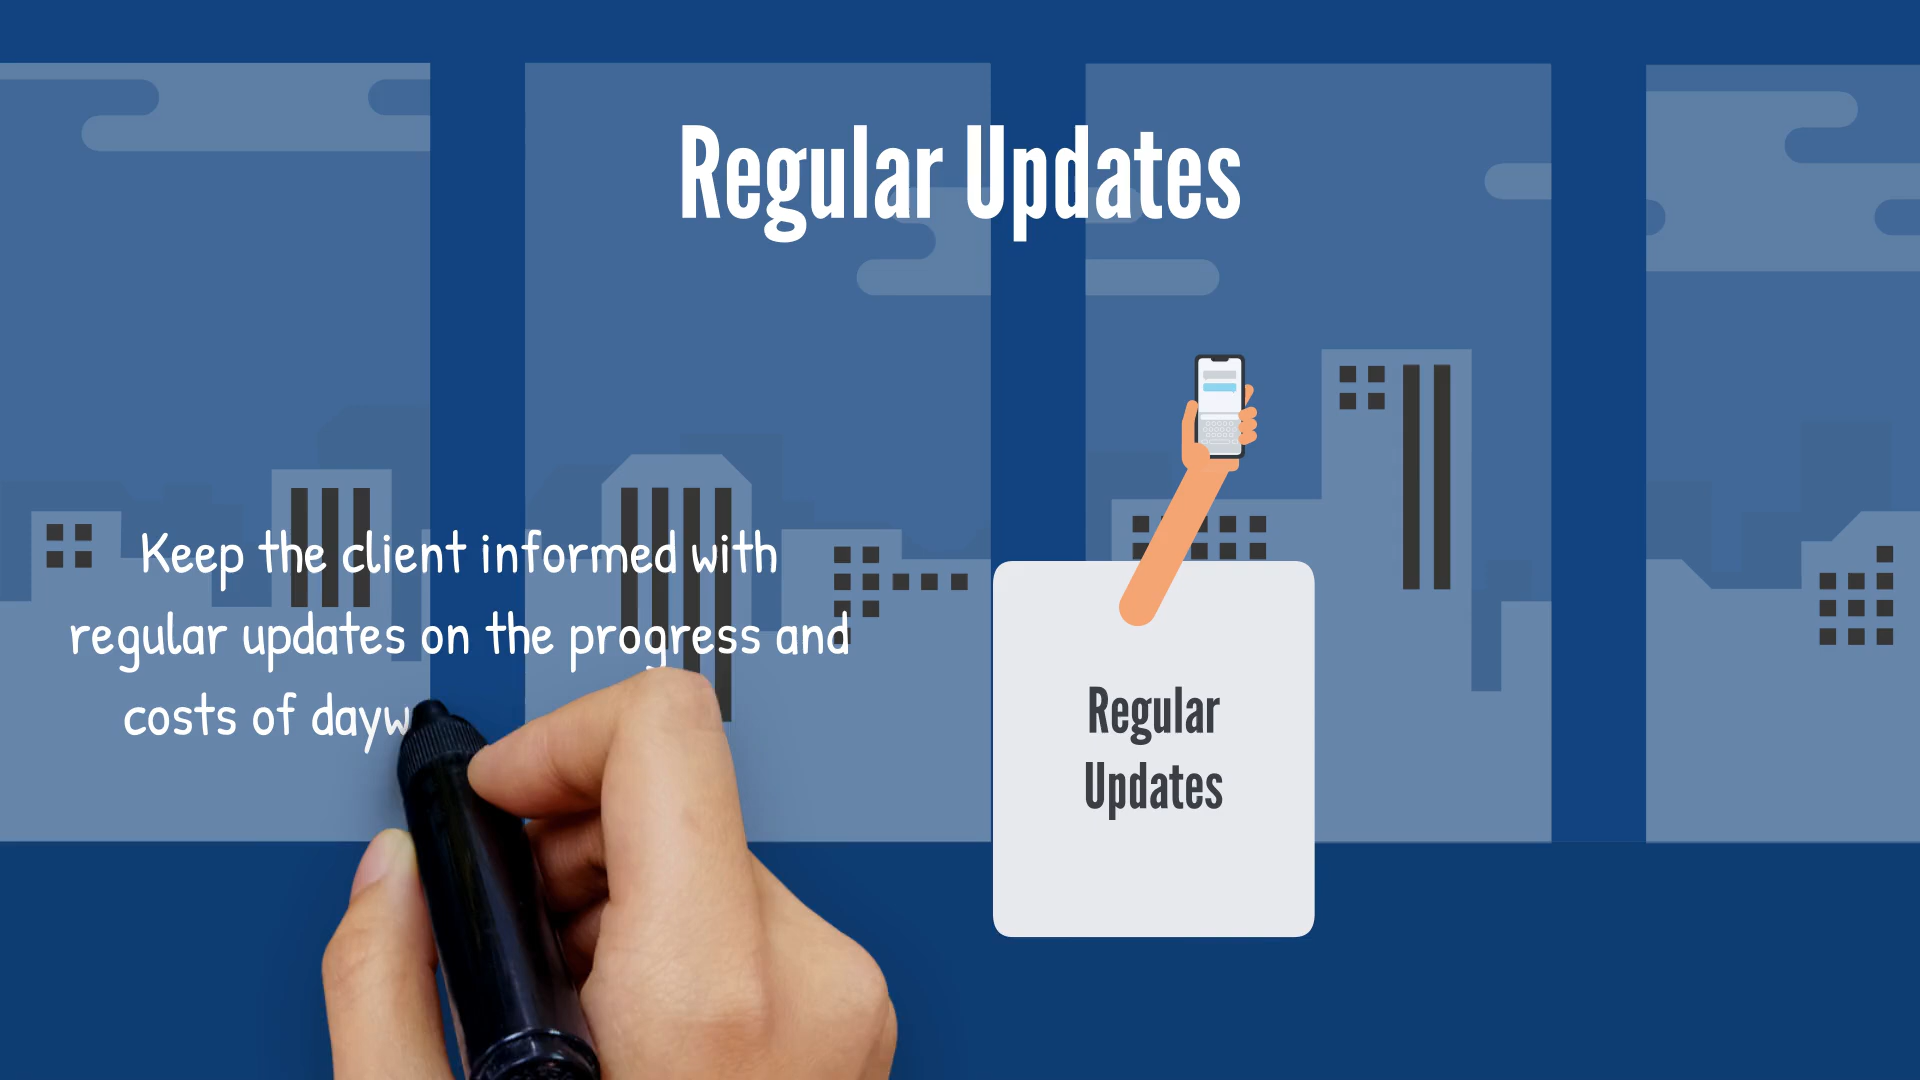 Regular Updates
Keep the client informed with
regular updates on the progress and
costs of dayw
Regular
Updates